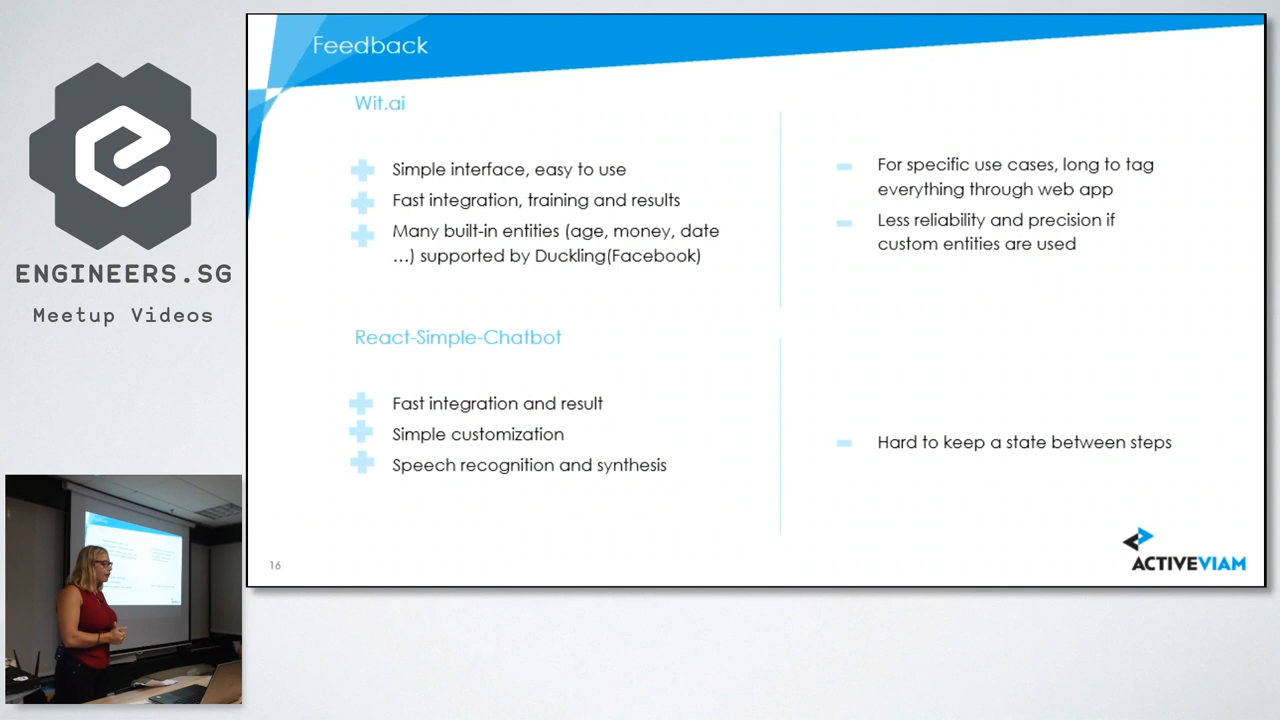 Feedback
Wit.ai
Simple interface, easy to use
Fast integration, training and results
Many built-in entities (age, money, date
...) supported by Duckling(Facebook)
For specific use cases, long to tag
everything through web app
Less reliability and precision if
custom entities are used
React-Simple-Chatbot
Fast integration and result
Simple customization
Speech recognition and synthesis
Hard to keep a state between steps
16
ACTIVEVIAM
ENGINEERS.SG
Meetup Videos